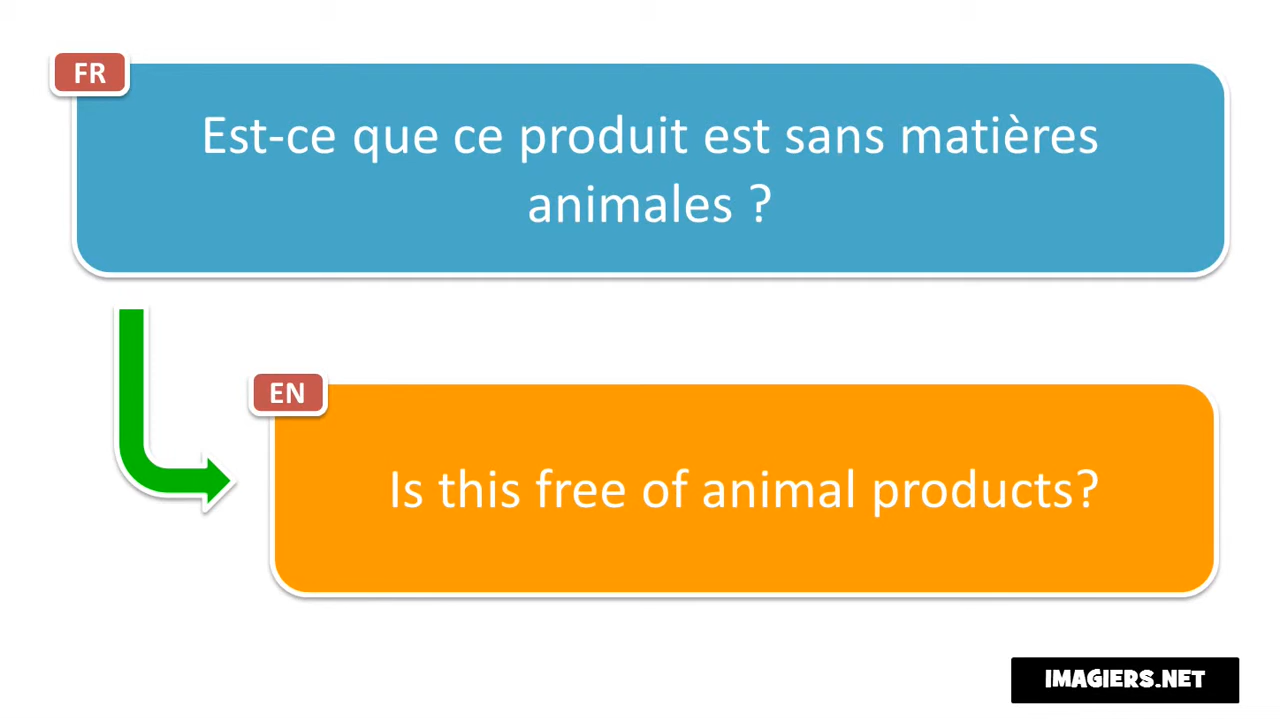 FR
Est-ce que ce produit est sans matières
animales ?
EN
Is this free of animal products?
IMAGIERS.NET